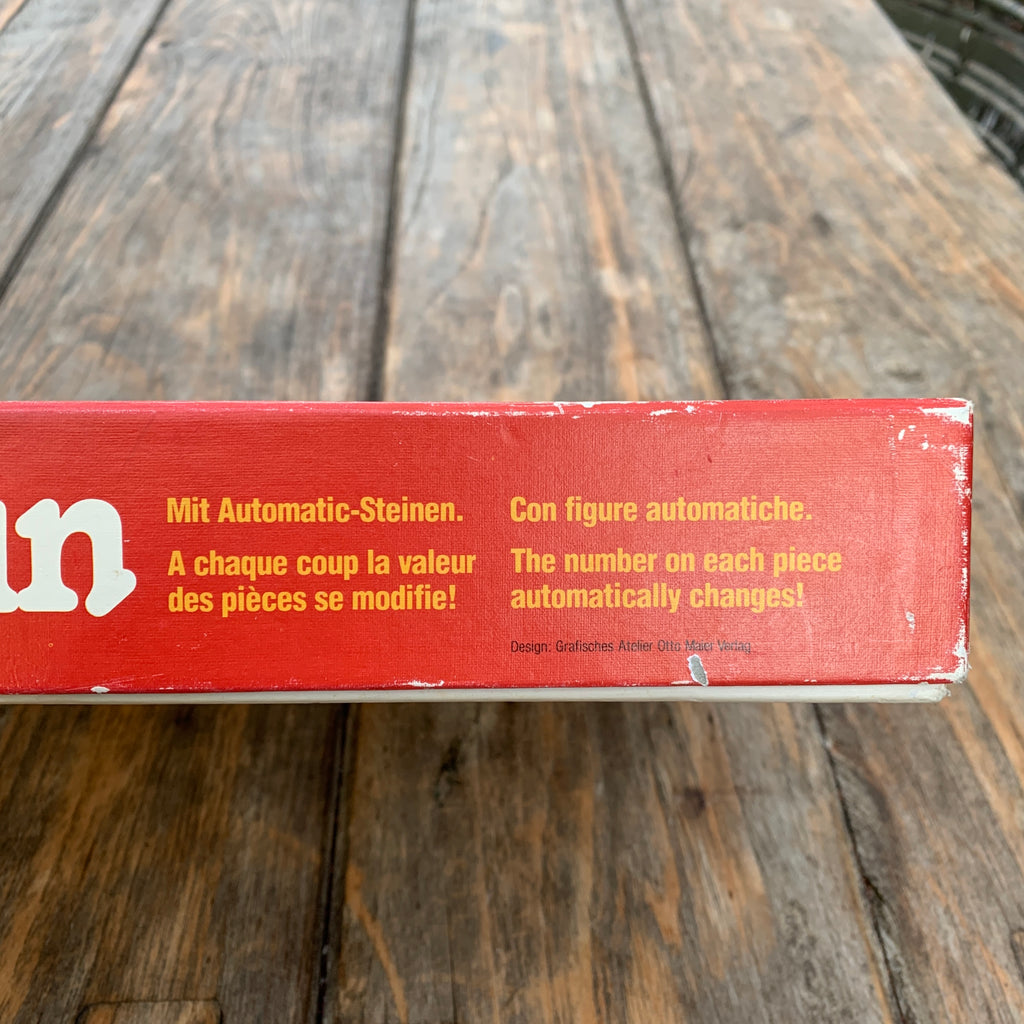 an
Mit Automatic-Steinen.
A chaque coup la valeur
des pièces se modifie!
Con figure automatiche.
The number on each piece
automatically changes!
Design: Grafisches Atelier Otto Maier Verlag